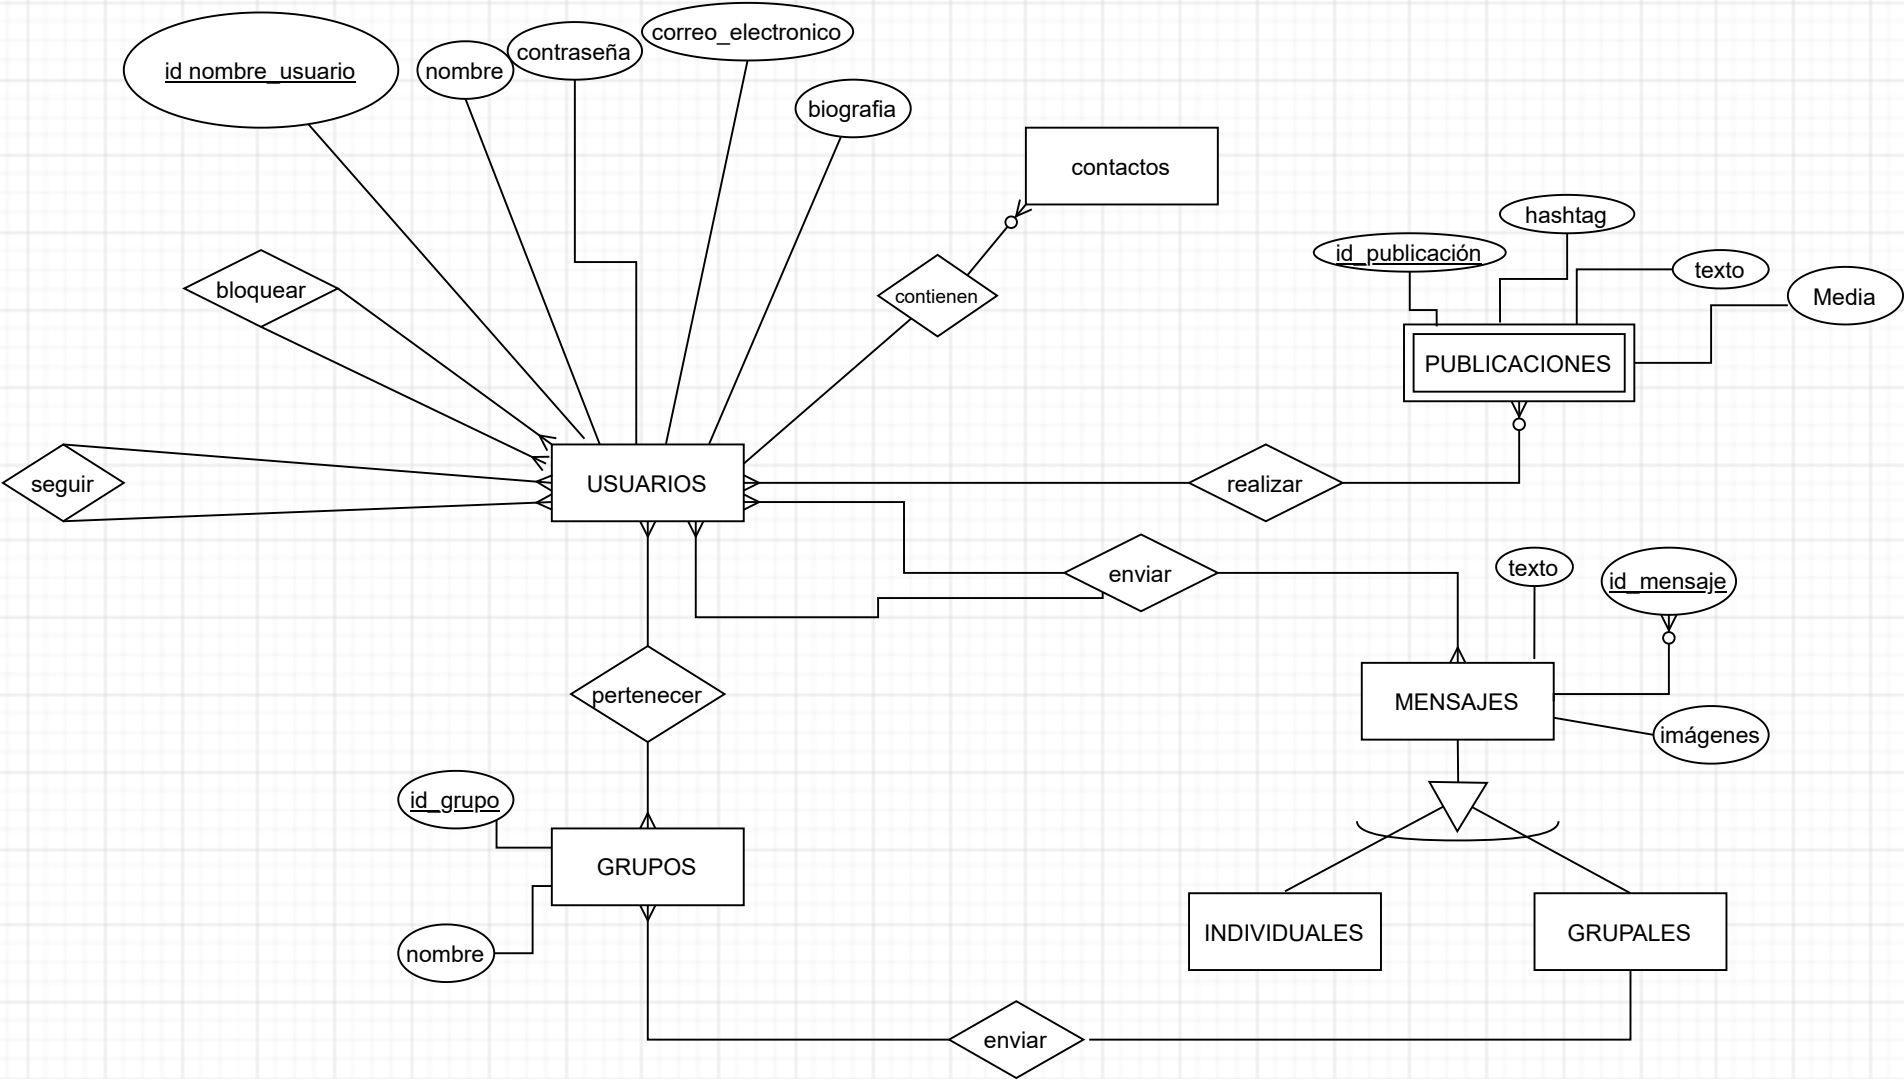 id nombre_usuario
nombre
contraseña
correo_electronico
biografia
contactos
contienen
bloquear
seguir
USUARIOS
id_publicación
hashtag
texto
Media
PUBLICACIONES
realizar
enviar
texto
id_mensaje
MENSAJES
imágenes
pertenecer
id_grupo
GRUPOS
nombre
INDIVIDUALES
GRUPALES
enviar